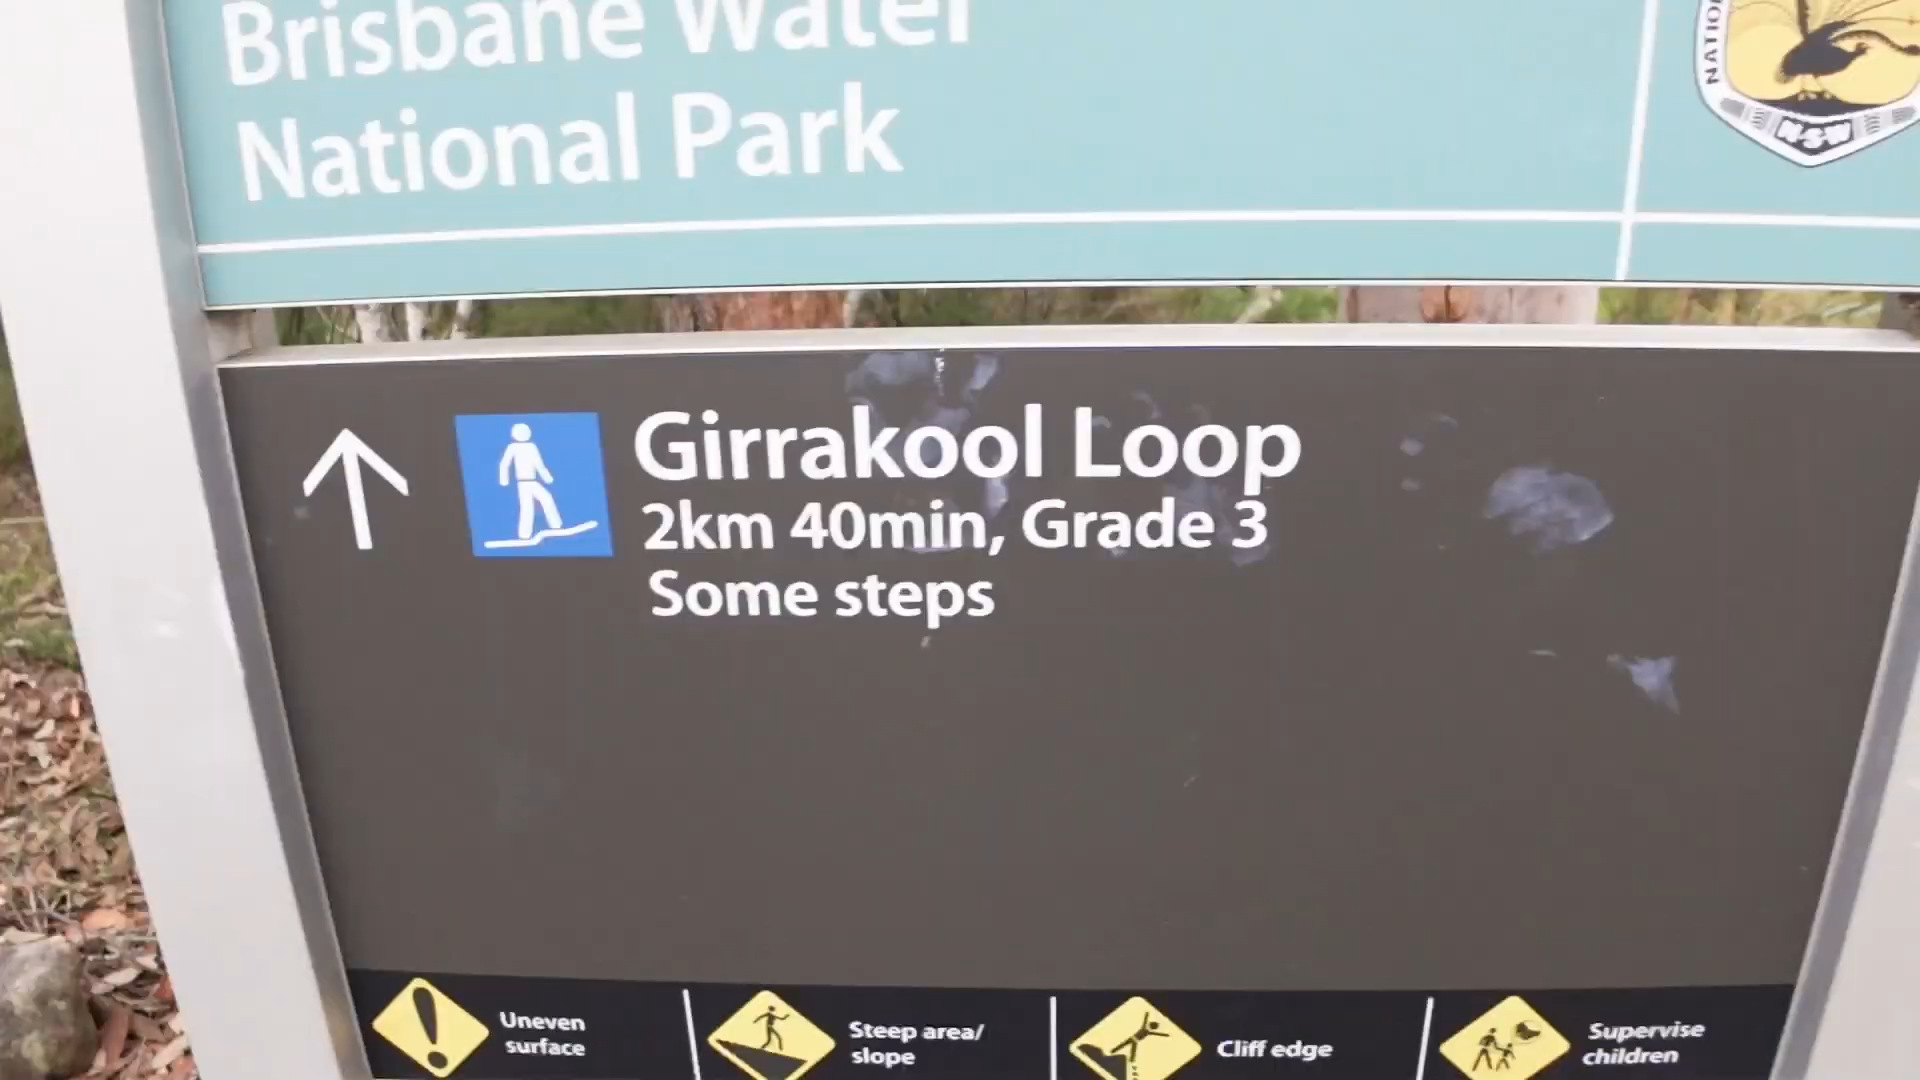 Brisbane Water
National Park
NSW
Girrakool Loop
2km 40min, Grade 3
Some steps
Uneven
surface
Steep area/
slope
Cliff edge
Supervise
children